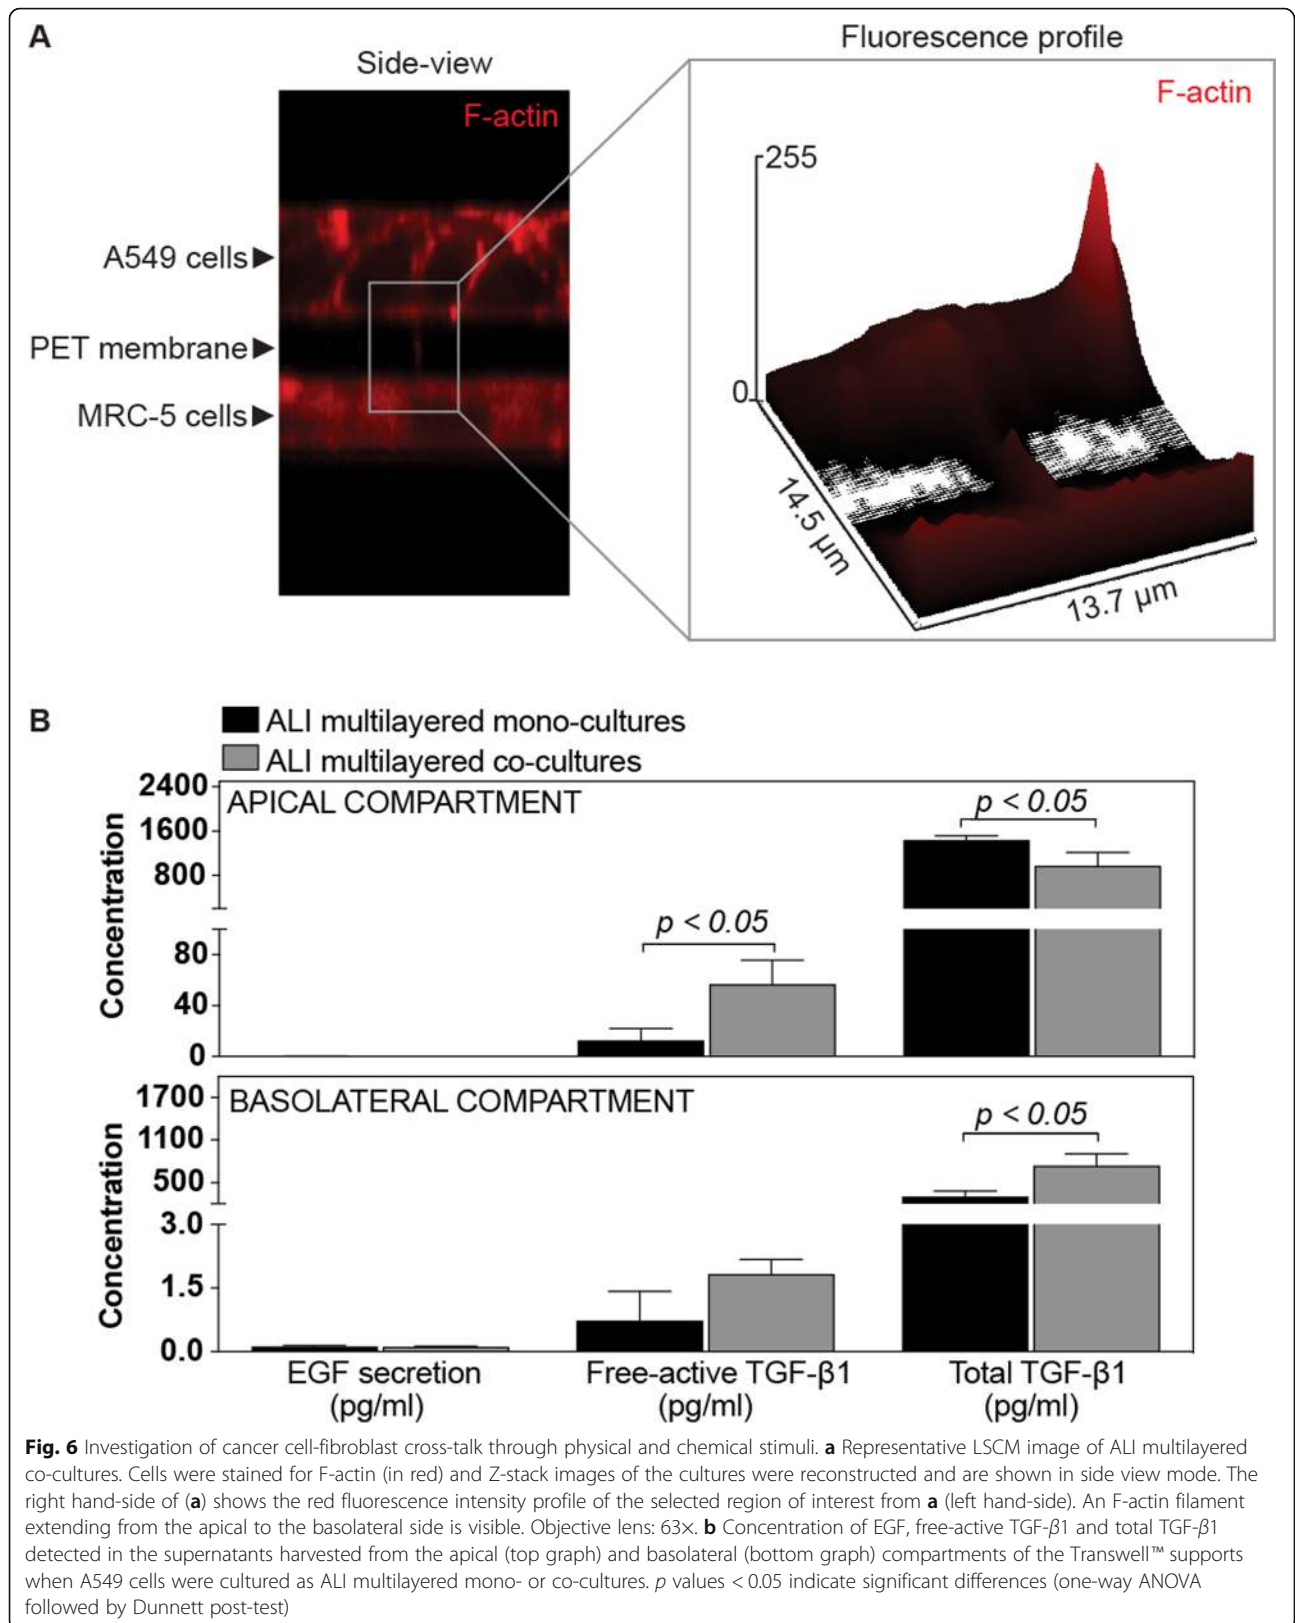 A
Side-view
Fluorescence profile
F-actin
F-actin
255
0
A549 cells
PET membrane
MRC-5 cells
14.5 µm
13.7 µm
B
ALI multilayered mono-cultures
ALI multilayered co-cultures
APICAL COMPARTMENT
Concentration
Concentration
2400
1600
800
80
40
0
p < 0.05
p < 0.05
BASOLATERAL COMPARTMENT
Concentration
Concentration
1700
1100
500
3.0
1.5
0.0
p < 0.05
EGF secretion
(pg/ml)
Free-active TGF-β1
(pg/ml)
Total TGF-β1
(pg/ml)
Fig. 6 Investigation of cancer cell-fibroblast cross-talk through physical and chemical stimuli. a Representative LSCM image of ALI multilayered
co-cultures. Cells were stained for F-actin (in red) and Z-stack images of the cultures were reconstructed and are shown in side view mode. The
right hand-side of (a) shows the red fluorescence intensity profile of the selected region of interest from a (left hand-side). An F-actin filament
extending from the apical to the basolateral side is visible. Objective lens: 63×. b Concentration of EGF, free-active TGF-β1 and total TGF-β1
detected in the supernatants harvested from the apical (top graph) and basolateral (bottom graph) compartments of the Transwell™ supports
when A549 cells were cultured as ALI multilayered mono- or co-cultures. p values < 0.05 indicate significant differences (one-way ANOVA
followed by Dunnett post-test)